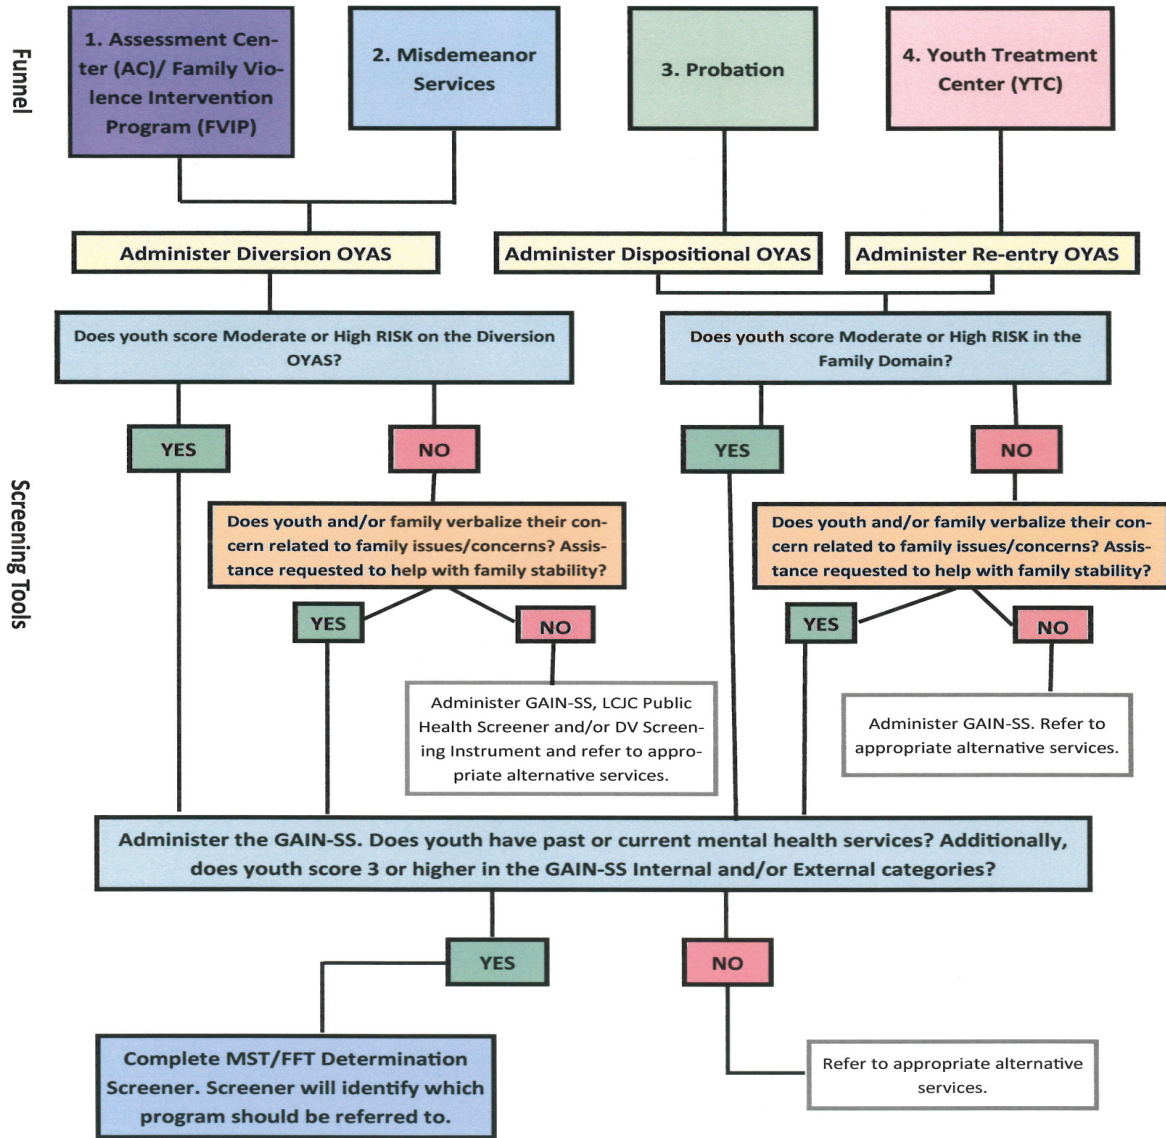 Funnel
1. Assessment Cen-
ter (AC)/ Family Vio-
lence Intervention
Program (FVIP)
2. Misdemeanor
Services
3. Probation
4. Youth Treatment
Center (YTC)
Administer Diversion OYAS
Administer Dispositional OYAS
Administer Re-entry OYAS
Does youth score Moderate or High RISK on the Diversion
OYAS?
Does youth score Moderate or High RISK in the
Family Domain?
YES
NO
YES
NO
Screening Tools
Does youth and/or family verbalize their con-
cern related to family issues/concerns? Assis-
tance requested to help with family stability?
Does youth and/or family verbalize their con-
cern related to family issues/concerns? Assis-
tance requested to help with family stability?
YES
NO
YES
NO
Administer GAIN-SS, LCJC Public
Health Screener and/or DV Screen-
ing Instrument and refer to appro-
priate alternative services.
Administer GAIN-SS. Refer to
appropriate alternative services.
Administer the GAIN-SS. Does youth have past or current mental health services? Additionally,
does youth score 3 or higher in the GAIN-SS Internal and/or External categories?
YES
NO
Complete MST/FFT Determination
Screener. Screener will identify which
program should be referred to.
Refer to appropriate alternative
services.